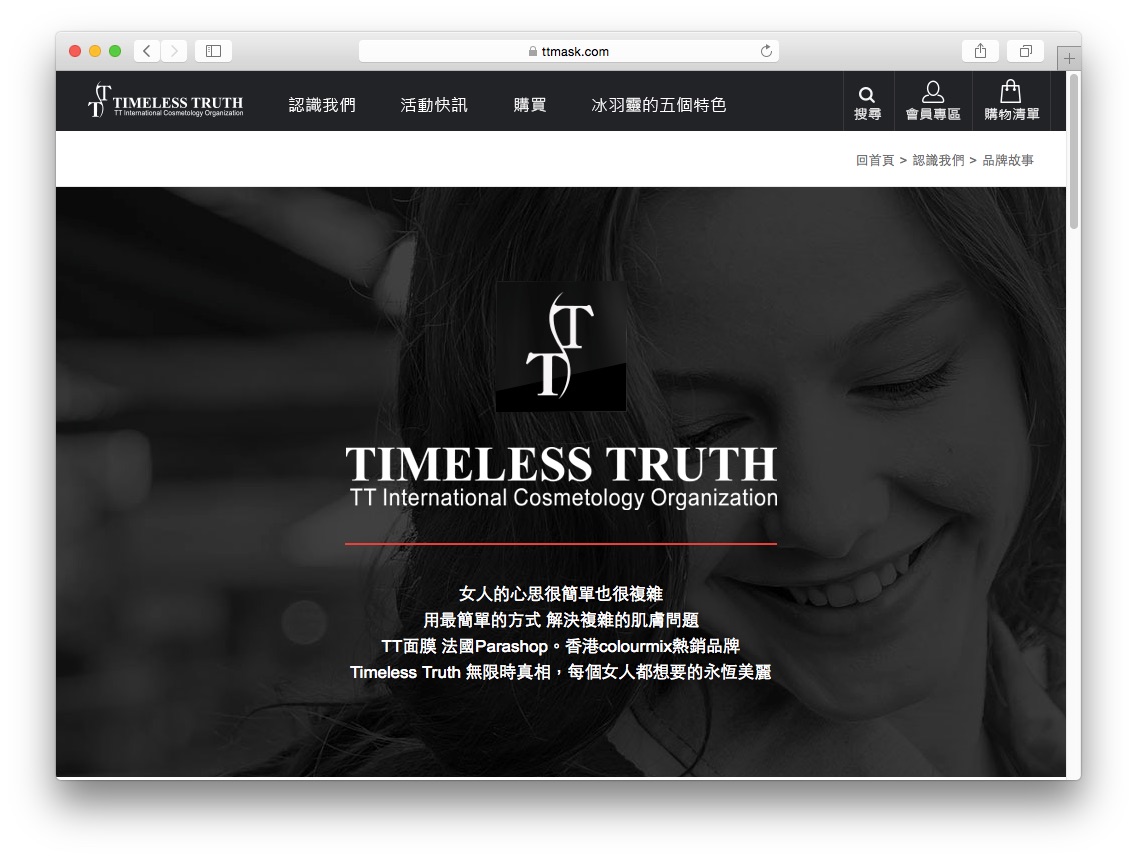 ttmask.com
TIMELESS TRUTH
TT International Cosmetology Organization
認識我們 活動快訊 購買 冰羽靈的五個特色
搜尋 會員專區 購物清單
回首頁 > 認識我們 > 品牌故事
TT
TIMELESS TRUTH
TT International Cosmetology Organization
女人的心思很簡單也很複雜
用最簡單的方式 解決複雜的肌膚問題
TT面膜 法國Parashop。香港colourmix熱銷品牌
Timeless Truth 無限時真相，每個女人都想要的永恆美麗